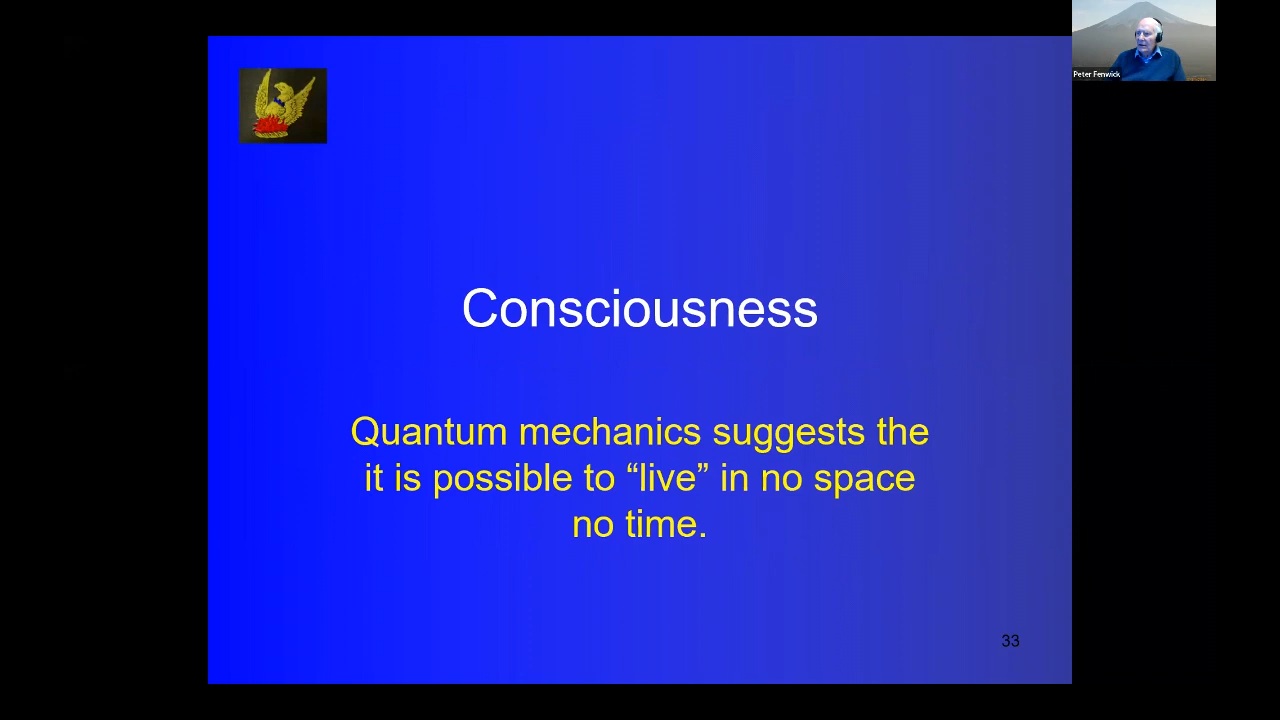 Peter Fenwick
Consciousness
Quantum mechanics suggests the
it is possible to “live” in no space
no time.
33